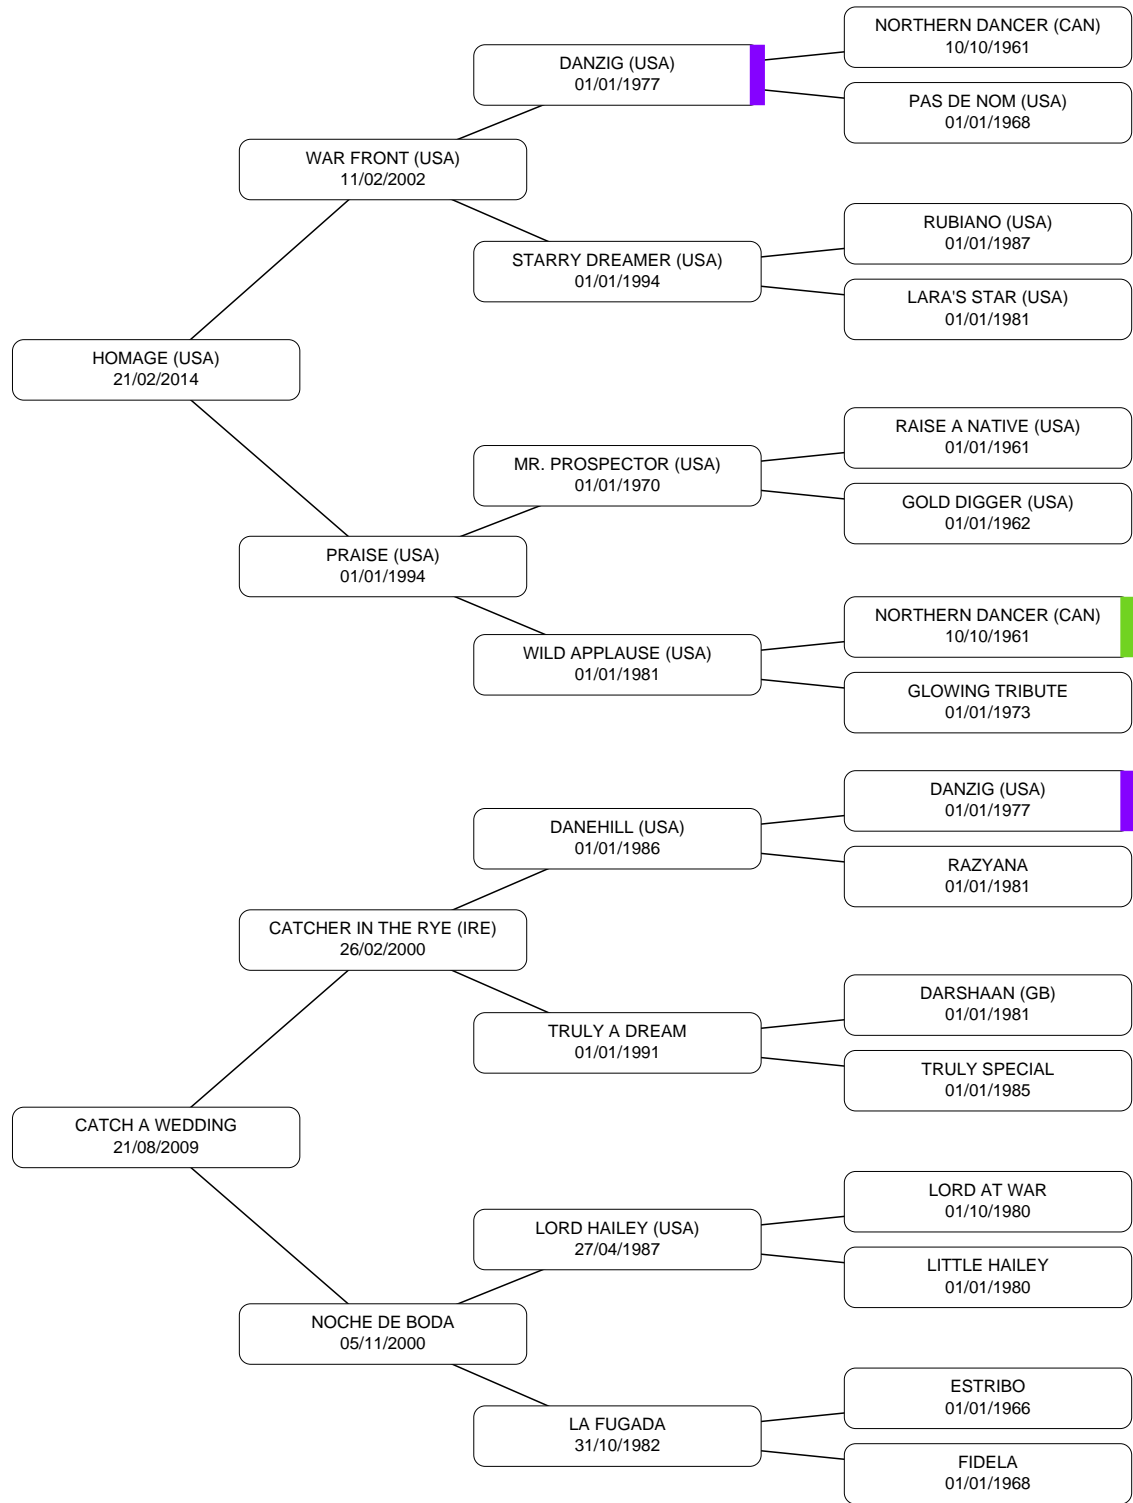 NORTHERN DANCER (CAN)
10/10/1961
DANZIG (USA)
01/01/1977
PAS DE NOM (USA)
01/01/1968
WAR FRONT (USA)
11/02/2002
RUBIANO (USA)
01/01/1987
STARRY DREAMER (USA)
01/01/1994
LARA'S STAR (USA)
01/01/1981
HOMAGE (USA)
21/02/2014
RAISE A NATIVE (USA)
01/01/1961
MR. PROSPECTOR (USA)
01/01/1970
GOLD DIGGER (USA)
01/01/1962
PRAISE (USA)
01/01/1994
NORTHERN DANCER (CAN)
10/10/1961
WILD APPLAUSE (USA)
01/01/1981
GLOWING TRIBUTE
01/01/1973
DANZIG (USA)
01/01/1977
DANEHILL (USA)
01/01/1986
RAZYANA
01/01/1981
CATCHER IN THE RYE (IRE)
26/02/2000
DARSHAAN (GB)
01/01/1981
TRULY A DREAM
01/01/1991
TRULY SPECIAL
01/01/1985
CATCH A WEDDING
21/08/2009
LORD AT WAR
01/10/1980
LORD HAILEY (USA)
27/04/1987
LITTLE HAILEY
01/01/1980
NOCHE DE BODA
05/11/2000
ESTRIBO
01/01/1966
LA FUGADA
31/10/1982
FIDELA
01/01/1968